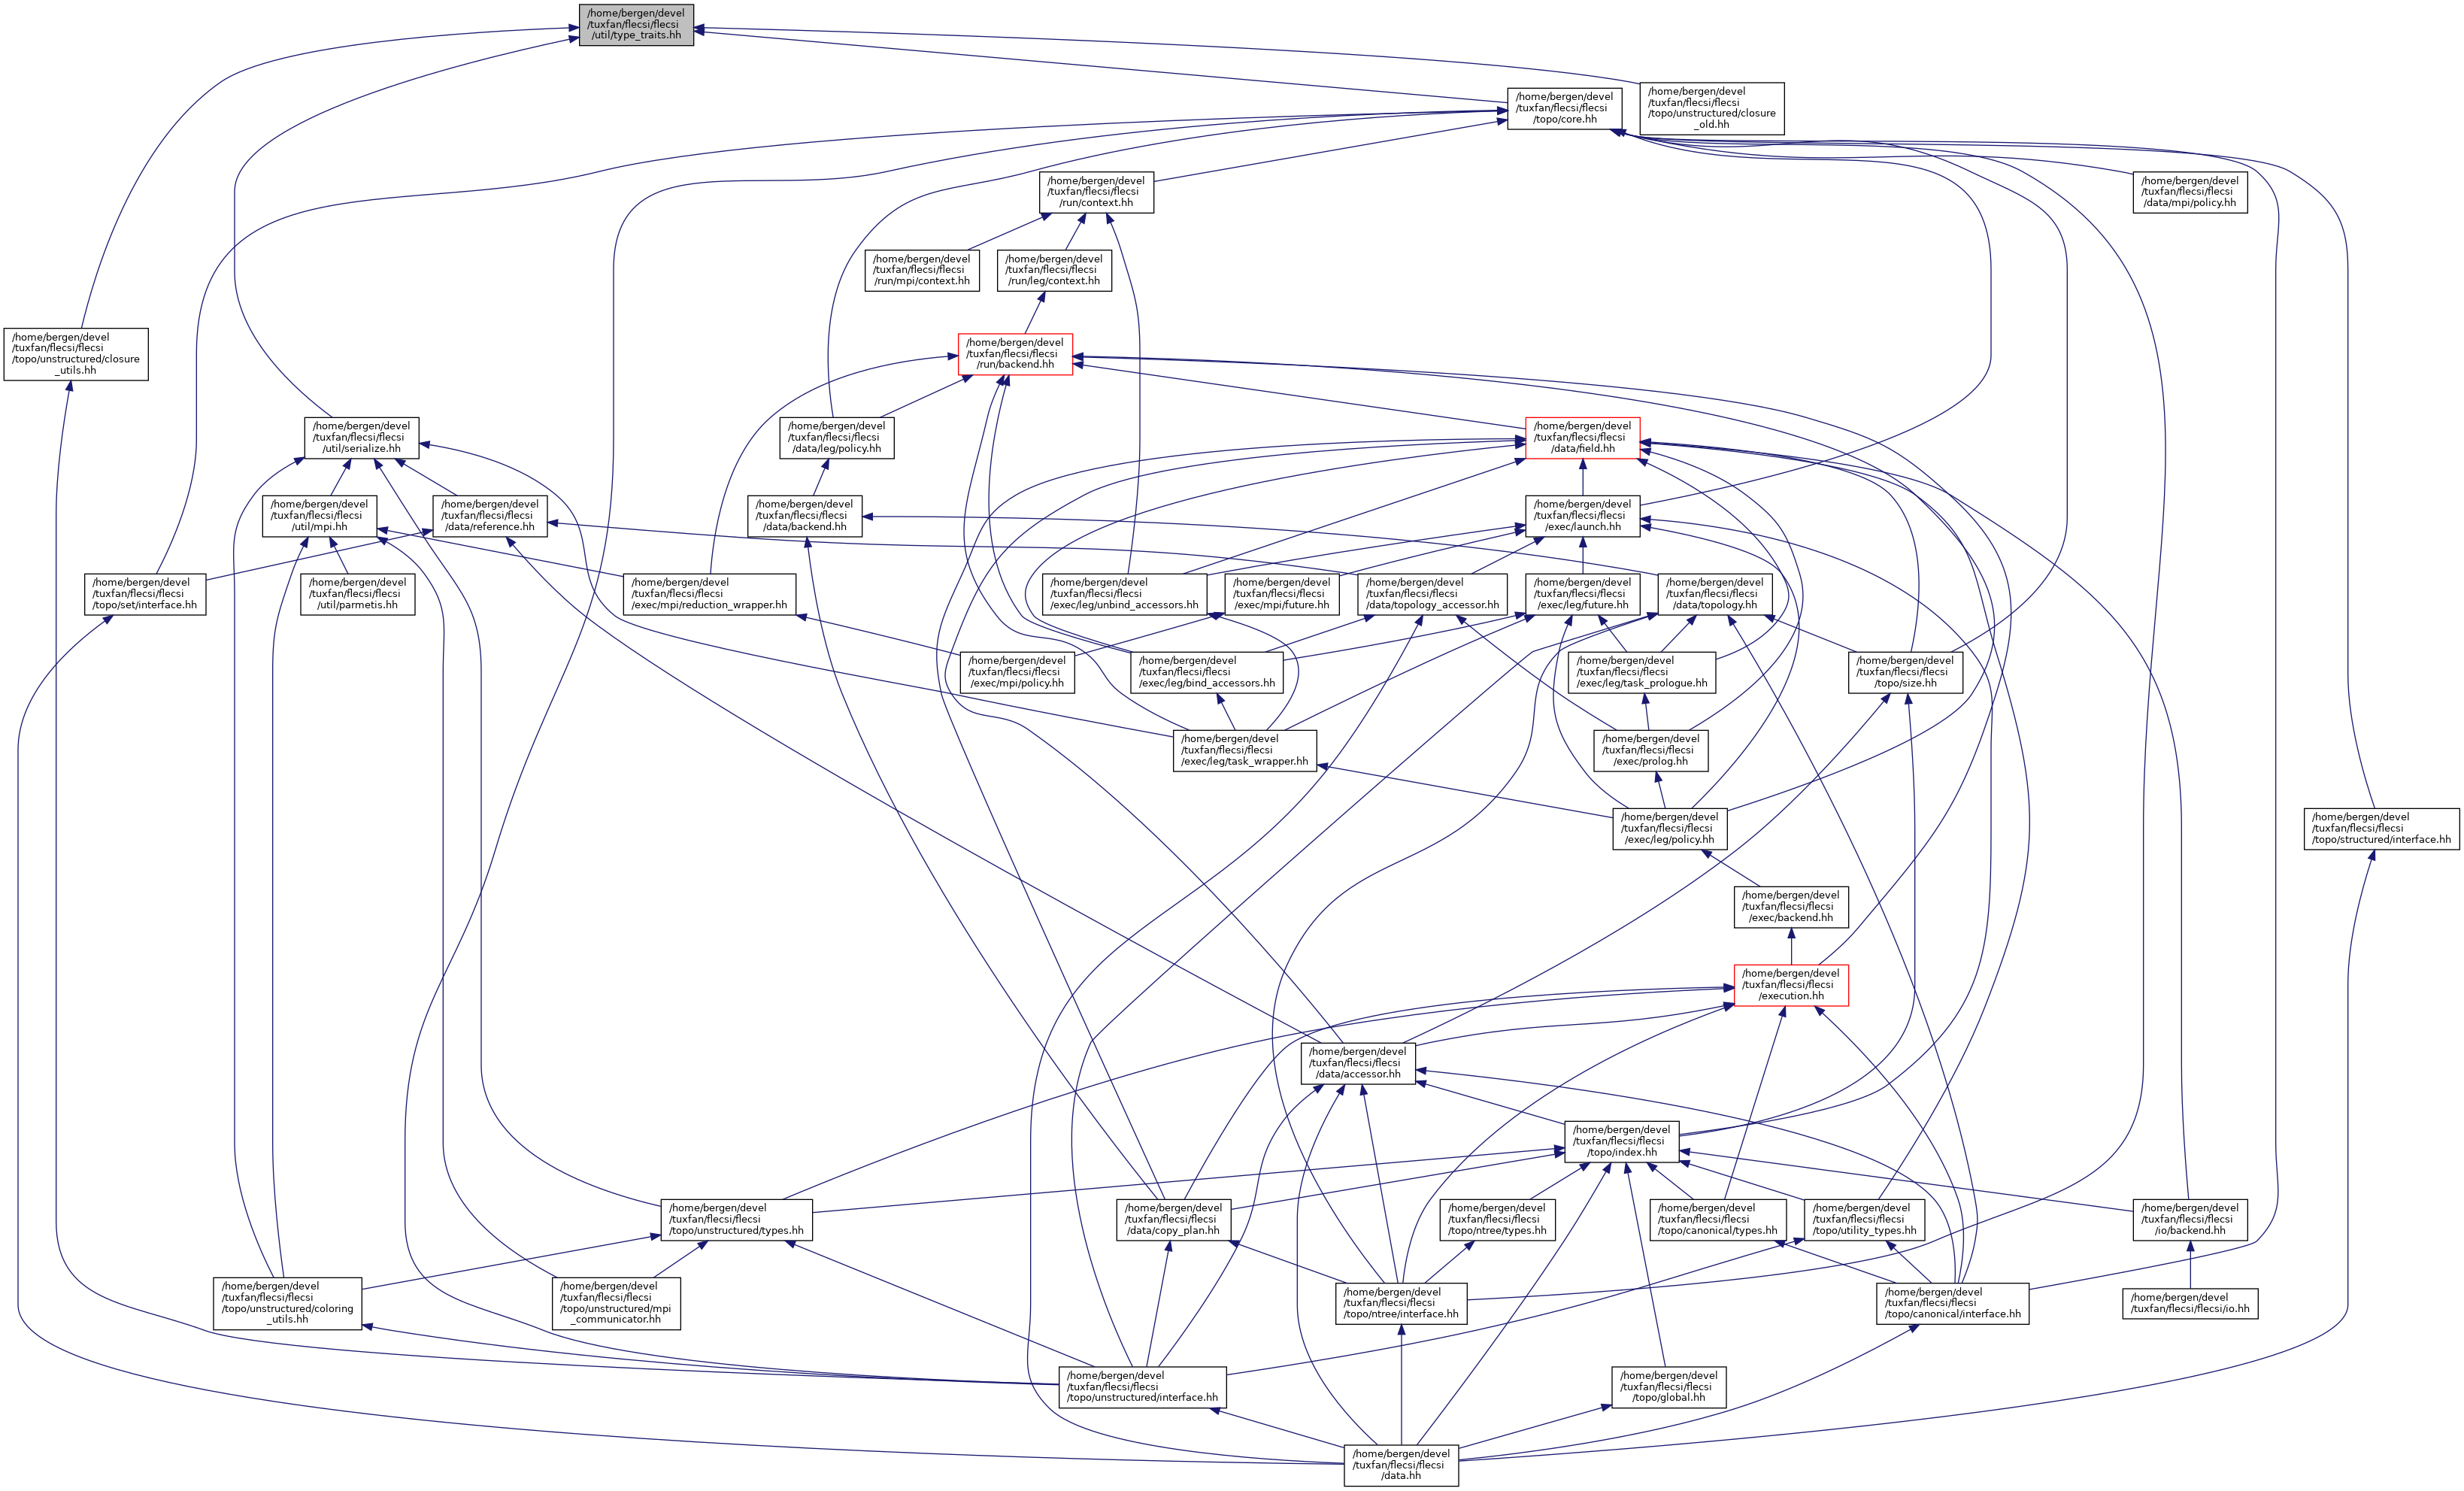 /home/bergen/devel
/tuxfan/flecsi/flecsi
/util/type_traits.hh
/home/bergen/devel
/tuxfan/flecsi/flecsi
/topo/unstructured/closure
_old.hh
/home/bergen/devel
/tuxfan/flecsi/flecsi
/topo/core.hh
/home/bergen/devel
/tuxfan/flecsi/flecsi
/run/context.hh
/home/bergen/devel
/tuxfan/flecsi/flecsi
/data/mpi/policy.hh
/home/bergen/devel
/tuxfan/flecsi/flecsi
/run/mpi/context.hh
/home/bergen/devel
/tuxfan/flecsi/flecsi
/run/leg/context.hh
/home/bergen/devel
/tuxfan/flecsi/flecsi
/topo/unstructured/closure
_utils.hh
/home/bergen/devel
/tuxfan/flecsi/flecsi
/run/backend.hh
/home/bergen/devel
/tuxfan/flecsi/flecsi
/util/serialize.hh
/home/bergen/devel
/tuxfan/flecsi/flecsi
/data/leg/policy.hh
/home/bergen/devel
/tuxfan/flecsi/flecsi
/data/field.hh
/home/bergen/devel
/tuxfan/flecsi/flecsi
/util/mpi.hh
/home/bergen/devel
/tuxfan/flecsi/flecsi
/data/reference.hh
/home/bergen/devel
/tuxfan/flecsi/flecsi
/data/backend.hh
/home/bergen/devel
/tuxfan/flecsi/flecsi
/exec/launch.hh
/home/bergen/devel
/tuxfan/flecsi/flecsi
/topo/set/interface.hh
/home/bergen/devel
/tuxfan/flecsi/flecsi
/util/parmetis.hh
/home/bergen/devel
/tuxfan/flecsi/flecsi
/exec/mpi/reduction_wrapper.hh
/home/bergen/devel
/tuxfan/flecsi/flecsi
/exec/leg/unbind_accessors.hh
/home/bergen/devel
/tuxfan/flecsi/flecsi
/exec/mpi/future.hh
/home/bergen/devel
/tuxfan/flecsi/flecsi
/data/topology_accessor.hh
/home/bergen/devel
/tuxfan/flecsi/flecsi
/exec/leg/future.hh
/home/bergen/devel
/tuxfan/flecsi/flecsi
/data/topology.hh
/home/bergen/devel
/tuxfan/flecsi/flecsi
/exec/mpi/policy.hh
/home/bergen/devel
/tuxfan/flecsi/flecsi
/exec/leg/bind_accessors.hh
/home/bergen/devel
/tuxfan/flecsi/flecsi
/exec/leg/task_prologue.hh
/home/bergen/devel
/tuxfan/flecsi/flecsi
/topo/size.hh
/home/bergen/devel
/tuxfan/flecsi/flecsi
/exec/leg/task_wrapper.hh
/home/bergen/devel
/tuxfan/flecsi/flecsi
/exec/prolog.hh
/home/bergen/devel
/tuxfan/flecsi/flecsi
/exec/leg/policy.hh
/home/bergen/devel
/tuxfan/flecsi/flecsi
/topo/structured/interface.hh
/home/bergen/devel
/tuxfan/flecsi/flecsi
/exec/backend.hh
/home/bergen/devel
/tuxfan/flecsi/flecsi
/execution.hh
/home/bergen/devel
/tuxfan/flecsi/flecsi
/data/accessor.hh
/home/bergen/devel
/tuxfan/flecsi/flecsi
/topo/index.hh
/home/bergen/devel
/tuxfan/flecsi/flecsi
/topo/unstructured/types.hh
/home/bergen/devel
/tuxfan/flecsi/flecsi
/data/copy_plan.hh
/home/bergen/devel
/tuxfan/flecsi/flecsi
/topo/ntree/types.hh
/home/bergen/devel
/tuxfan/flecsi/flecsi
/topo/canonical/types.hh
/home/bergen/devel
/tuxfan/flecsi/flecsi
/topo/utility_types.hh
/home/bergen/devel
/tuxfan/flecsi/flecsi
/io/backend.hh
/home/bergen/devel
/tuxfan/flecsi/flecsi
/topo/unstructured/coloring
_utils.hh
/home/bergen/devel
/tuxfan/flecsi/flecsi
/topo/unstructured/mpi
_communicator.hh
/home/bergen/devel
/tuxfan/flecsi/flecsi
/topo/ntree/interface.hh
/home/bergen/devel
/tuxfan/flecsi/flecsi
/topo/canonical/interface.hh
/home/bergen/devel
/tuxfan/flecsi/flecsi/io.hh
/home/bergen/devel
/tuxfan/flecsi/flecsi
/topo/unstructured/interface.hh
/home/bergen/devel
/tuxfan/flecsi/flecsi
/topo/global.hh
/home/bergen/devel
/tuxfan/flecsi/flecsi
/data.hh